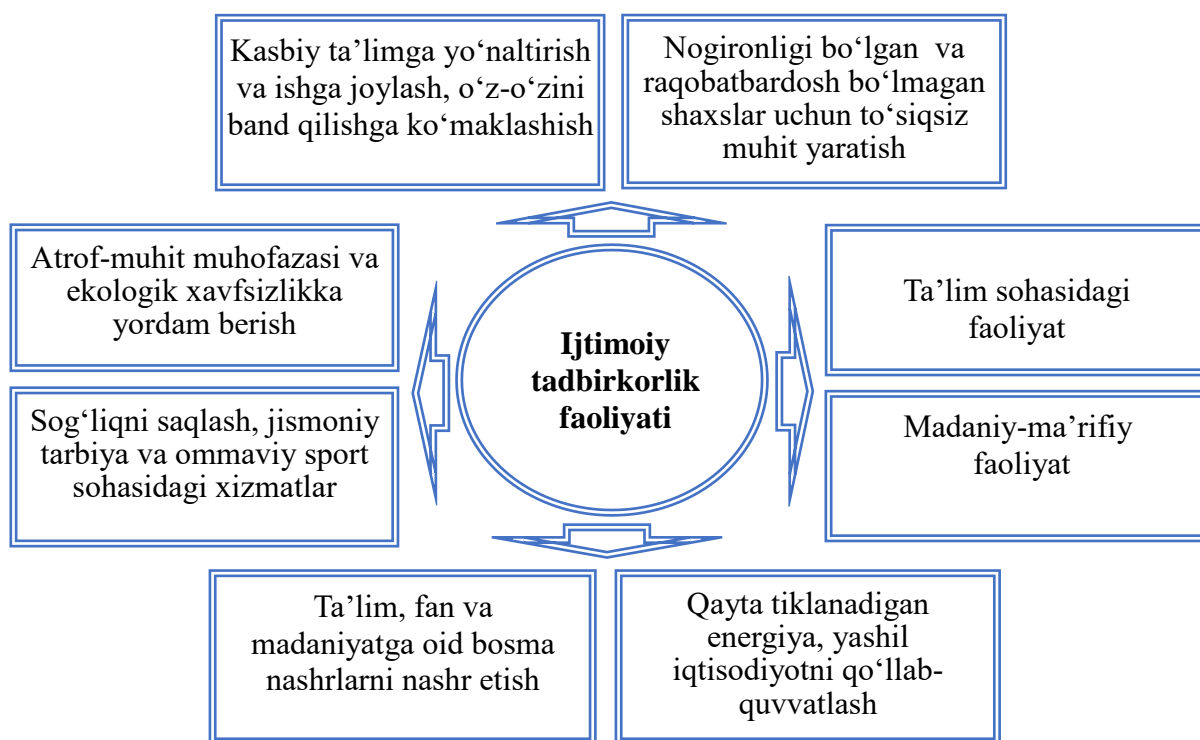 Kasbiy ta’limga yo‘naltirish
va ishga joylash, o‘z-o‘zini
band qilishga ko‘maklashish
Nogironligi bo‘lgan va
raqobatbardosh bo‘lmagan
shaxslar uchun to‘siqsiz
muhit yaratish
Atrof-muhit muhofazasi va
ekologik xavfsizlikka
yordam berish
Ta’lim sohasidagi
faoliyat
Ijtimoiy
tadbirkorlik
faoliyati
Sog‘liqni saqlash, jismoniy
tarbiya va ommaviy sport
sohasidagi xizmatlar
Madaniy-ma’rifiy
faoliyat
Ta’lim, fan va
madaniyatga oid bosma
nashrlarni nashr etish
Qayta tiklanadigan
energiya, yashil
iqtisodiyotni qo‘llab-
quvvatlash